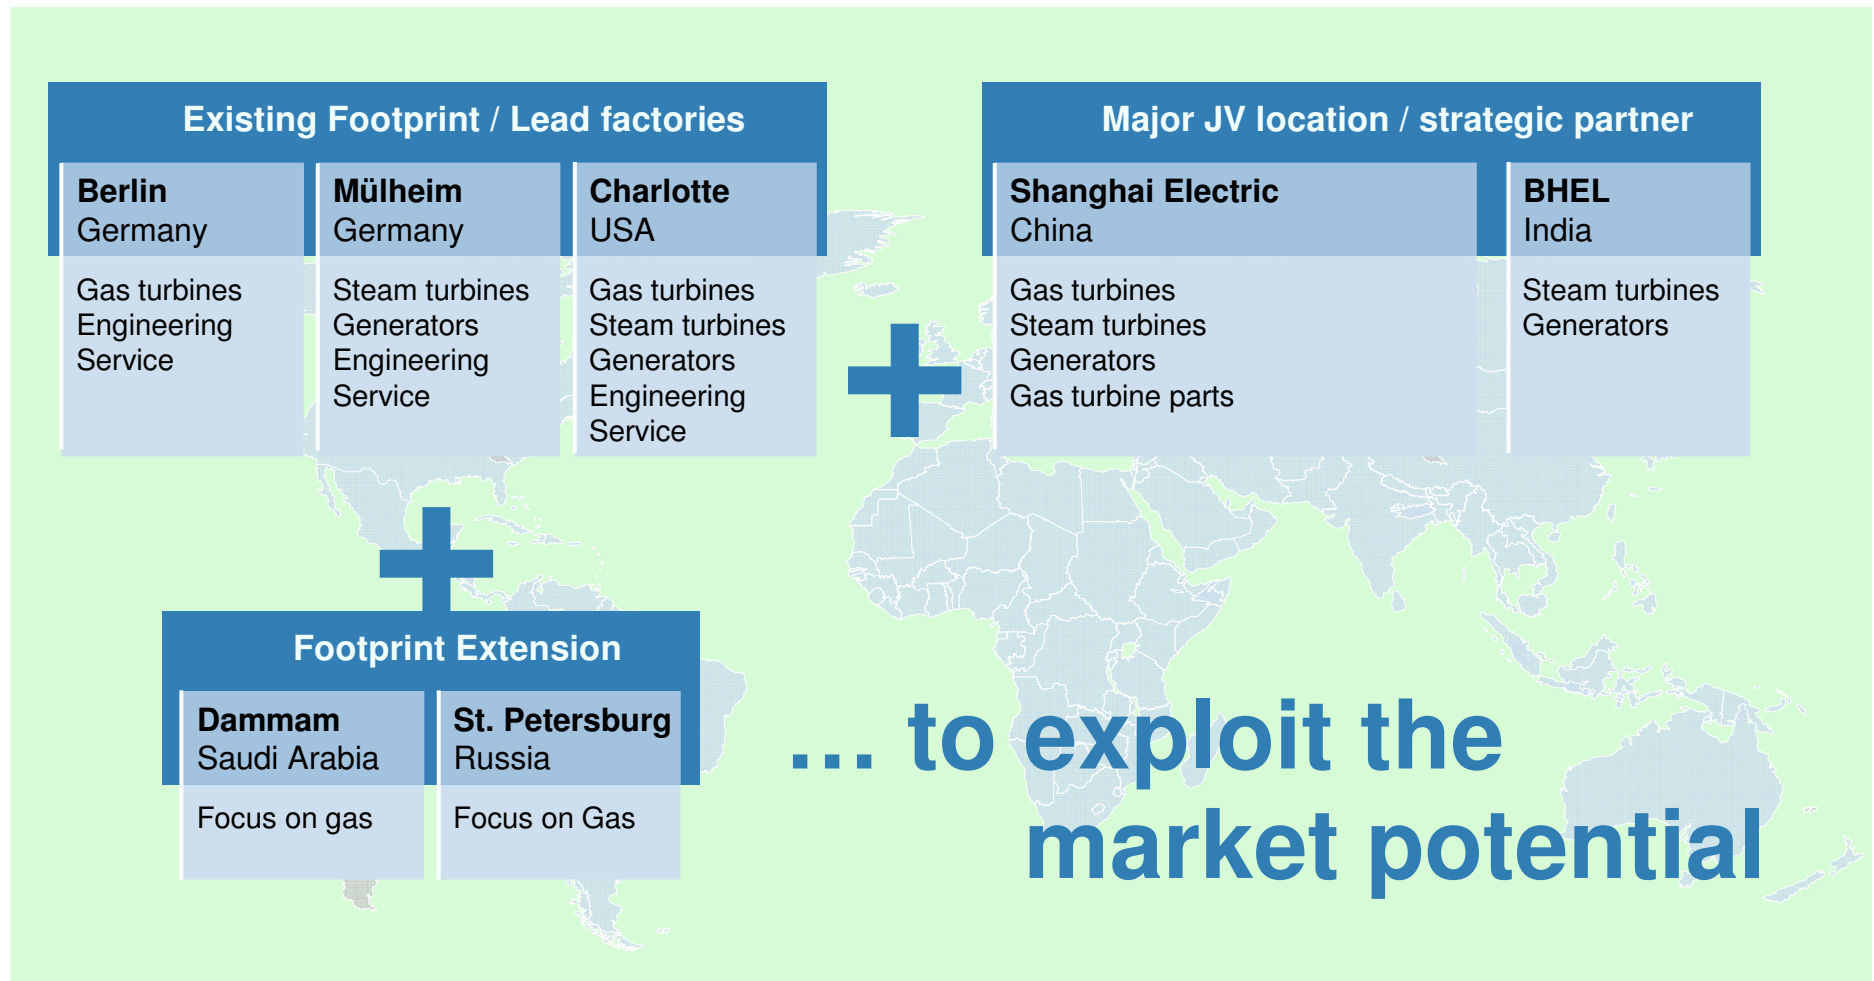 Existing Footprint / Lead factories
Berlin
Germany
Gas turbines
Engineering
Service
Mülheim
Germany
Steam turbines
Generators
Engineering
Service
Charlotte
USA
Gas turbines
Steam turbines
Generators
Engineering
Service
Major JV location / strategic partner
Shanghai Electric
China
Gas turbines
Steam turbines
Generators
Gas turbine parts
BHEL
India
Steam turbines
Generators
Footprint Extension
Dammam
Saudi Arabia
Focus on gas
St. Petersburg
Russia
Focus on Gas
… to exploit the
market potential